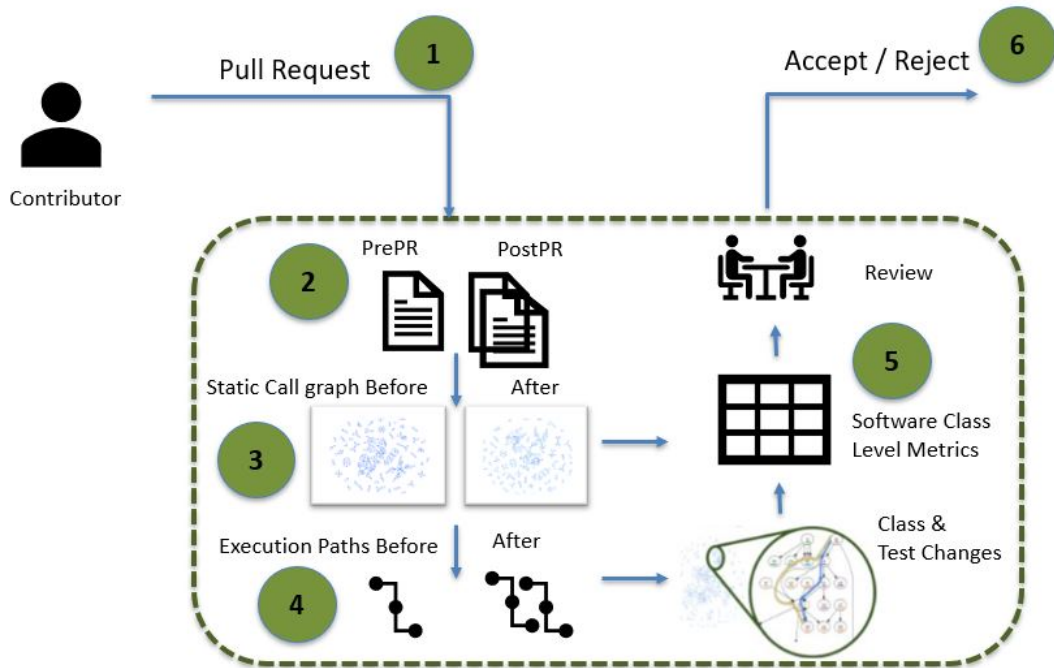 1
6
Pull Request
Accept / Reject
Contributor
2
PrePR
PostPR
Review
5
Static Call graph Before
After
Software Class
Level Metrics
3
Execution Paths Before
After
Class &
Test Changes
4